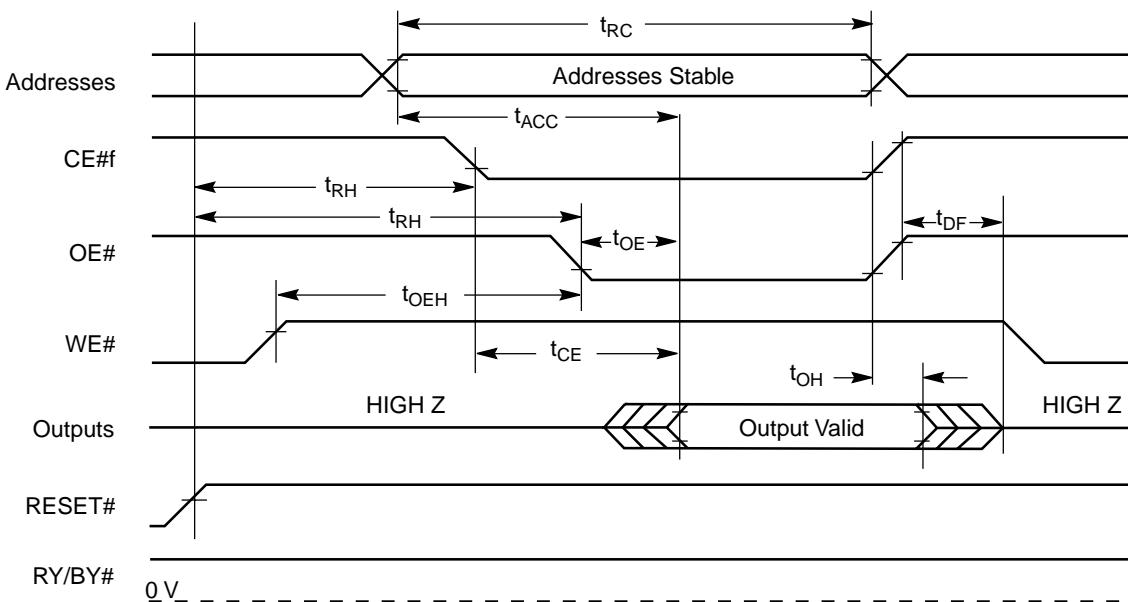 tRC
Addresses
Addresses Stable
tACC
CE#f
tRH
tRH
tOE
tDF
OE#
tOEH
WE#
tCE
tOH
HIGH Z
HIGH Z
Outputs
Output Valid
RESET#
RY/BY#
0 V